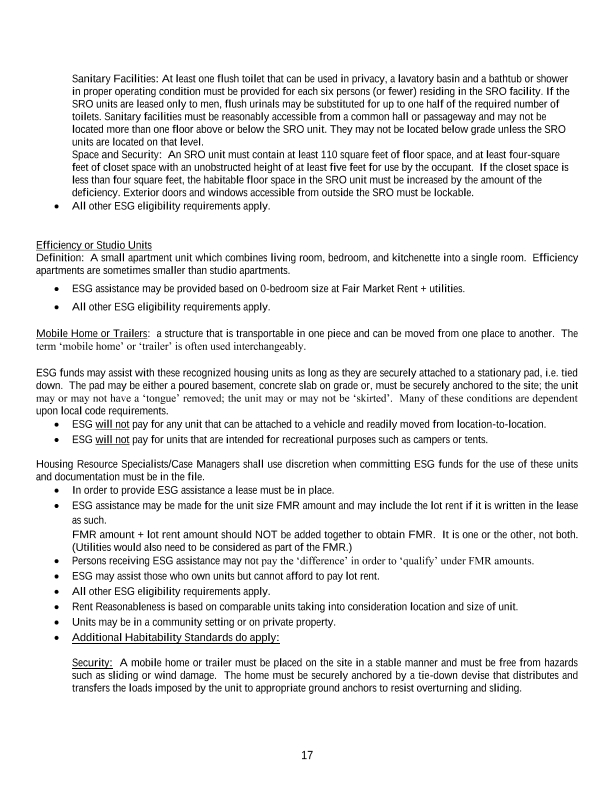 Sanitary Facilities: At least one flush toilet that can be used in privacy, a lavatory basin and a bathtub or shower
in proper operating condition must be provided for each six persons (or fewer) residing in the SRO facility. If the
SRO units are leased only to men, flush urinals may be substituted for up to one half of the required number of
toilets. Sanitary facilities must be reasonably accessible from a common hall or passageway and may not be
located more than one floor above or below the SRO unit. They may not be located below grade unless the SRO
units are located on that level.
Space and Security: An SRO unit must contain at least 110 square feet of floor space, and at least four-square
feet of closet space with an unobstructed height of at least five feet for use by the occupant. If the closet space is
less than four square feet, the habitable floor space in the SRO unit must be increased by the amount of the
deficiency. Exterior doors and windows accessible from outside the SRO must be lockable.
• All other ESG eligibility requirements apply.
Efficiency or Studio Units
Definition: A small apartment unit which combines living room, bedroom, and kitchenette into a single room. Efficiency
apartments are sometimes smaller than studio apartments.
• ESG assistance may be provided based on 0-bedroom size at Fair Market Rent + utilities.
• All other ESG eligibility requirements apply.
Mobile Home or Trailers: a structure that is transportable in one piece and can be moved from one place to another. The
term ‘mobile home’ or ‘trailer’ is often used interchangeably.
ESG funds may assist with these recognized housing units as long as they are securely attached to a stationary pad, i.e. tied
down. The pad may be either a poured basement, concrete slab on grade or, must be securely anchored to the site; the unit
may or may not have a ‘tongue’ removed; the unit may or may not be ‘skirted’. Many of these conditions are dependent
upon local code requirements.
• ESG will not pay for any unit that can be attached to a vehicle and readily moved from location-to-location.
• ESG will not pay for units that are intended for recreational purposes such as campers or tents.
Housing Resource Specialists/Case Managers shall use discretion when committing ESG funds for the use of these units
and documentation must be in the file.
• In order to provide ESG assistance a lease must be in place.
• ESG assistance may be made for the unit size FMR amount and may include the lot rent if it is written in the lease
as such.
FMR amount + lot rent amount should NOT be added together to obtain FMR. It is one or the other, not both.
(Utilities would also need to be considered as part of the FMR.)
• Persons receiving ESG assistance may not pay the ‘difference’ in order to ‘qualify’ under FMR amounts.
• ESG may assist those who own units but cannot afford to pay lot rent.
• All other ESG eligibility requirements apply.
• Rent Reasonableness is based on comparable units taking into consideration location and size of unit.
• Units may be in a community setting or on private property.
• Additional Habitability Standards do apply:
Security: A mobile home or trailer must be placed on the site in a stable manner and must be free from hazards
such as sliding or wind damage. The home must be securely anchored by a tie-down devise that distributes and
transfers the loads imposed by the unit to appropriate ground anchors to resist overturning and sliding.
17